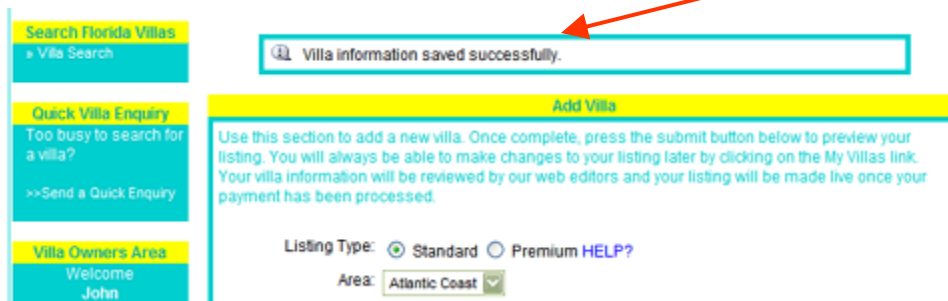 Search Florida Villas
» Villa Search
Villa information saved successfully.
Quick Villa Enquiry
Too busy to search for
a villa?
>>Send a Quick Enquiry
Villa Owners Area
Welcome
John
Add Villa
Use this section to add a new villa. Once complete, press the submit button below to preview your
listing. You will always be able to make changes to your listing later by clicking on the My Villas link.
Your villa information will be reviewed by our web editors and your listing will be made live once your
payment has been processed.
Listing Type: Standard Premium HELP?
Area: Atlantic Coast